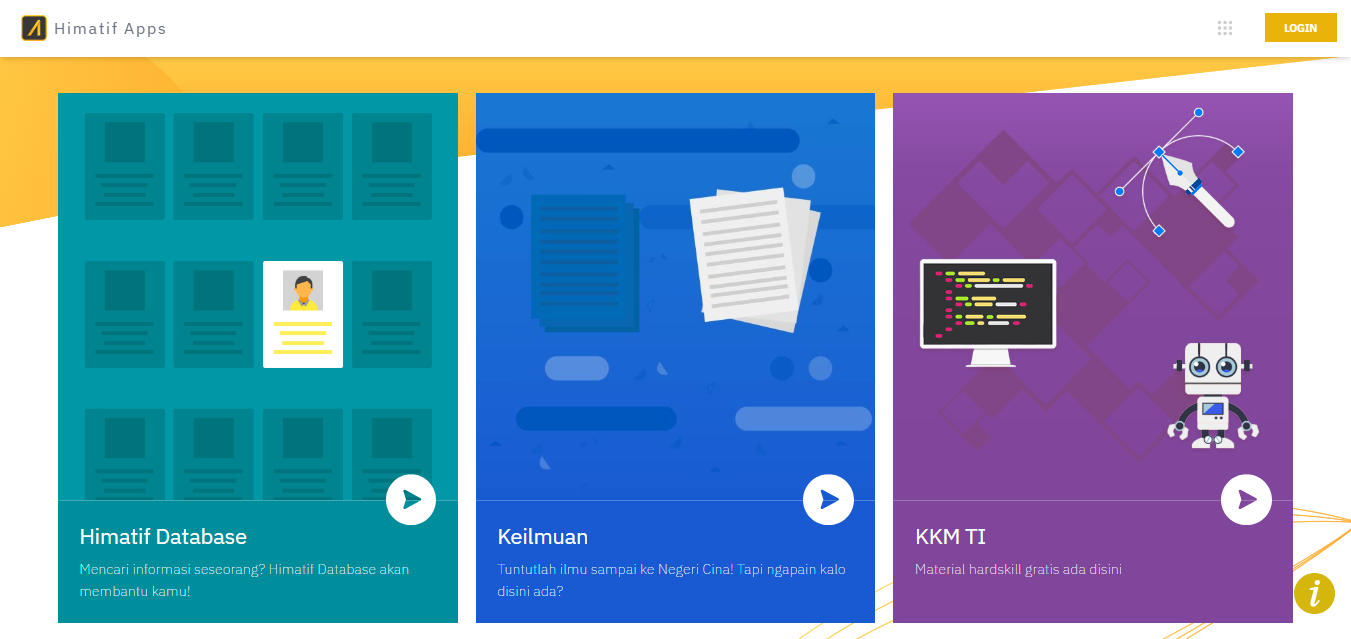 Himatif Apps
LOGIN
Himatif Database
Mencari informasi seseorang? Himatif Database akan
membantu kamu!
Keilmuan
Tuntutlah ilmu sampai ke Negeri Cina! Tapi ngapain kalo
disini ada?
KKM TI
Material hardskill gratis ada disini
i